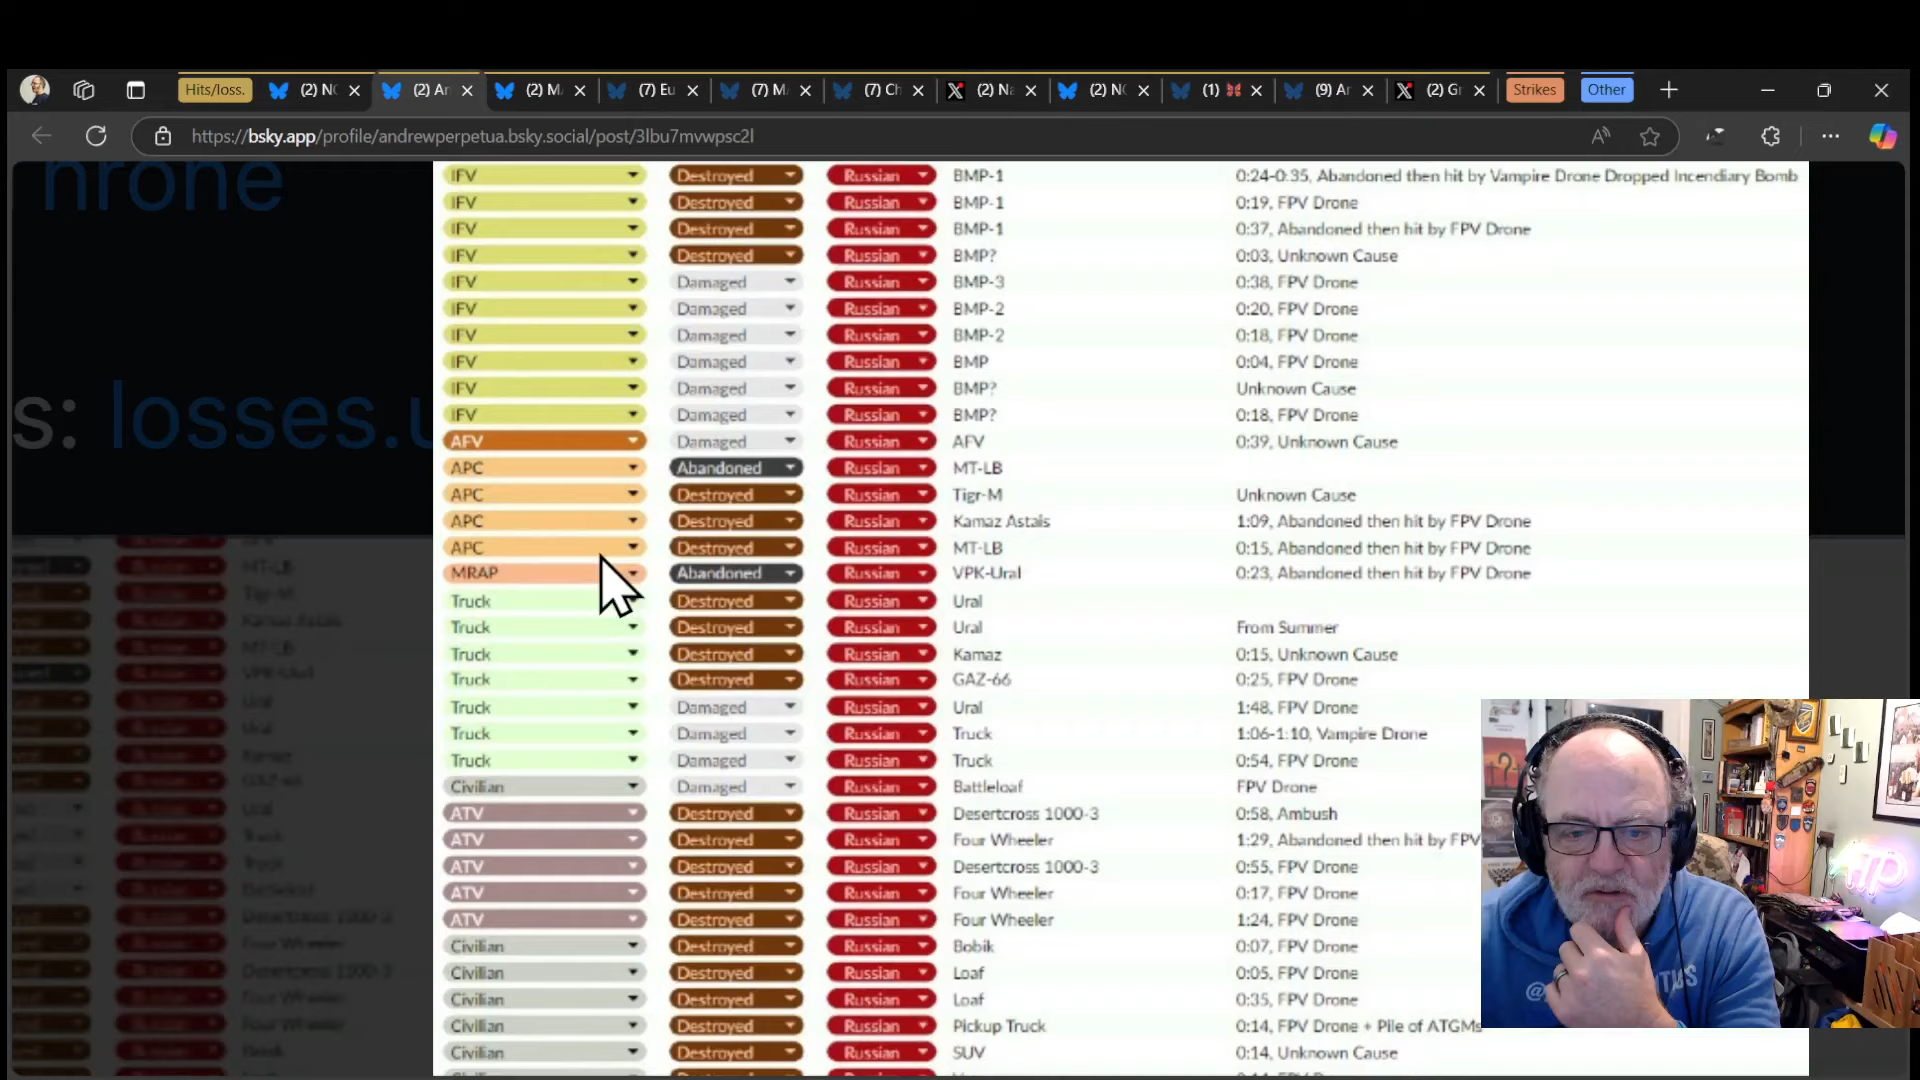 Hits/loss. (2) NC (2) An (2) M (7) Eu (7) M (7) Ch (2) Na (2) NC (1) (9) Ar (2) Gr Strikes Other
https://bsky.app/profile/andrewperpetua.bsky.social/post/3lbu7mvwpsc2l
hrone
s: losses.u
IFV Destroyed Russian BMP-1 0:24-0:35, Abandoned then hit by Vampire Drone Dropped Incendiary Bomb
IFV Destroyed Russian BMP-1 0:19, FPV Drone
IFV Destroyed Russian BMP-1 0:37, Abandoned then hit by FPV Drone
IFV Destroyed Russian BMP? 0:03, Unknown Cause
IFV Damaged Russian BMP-3 0:38, FPV Drone
IFV Damaged Russian BMP-2 0:20, FPV Drone
IFV Damaged Russian BMP-2 0:18, FPV Drone
IFV Damaged Russian BMP 0:04, FPV Drone
IFV Damaged Russian BMP? Unknown Cause
IFV Damaged Russian BMP? 0:18, FPV Drone
AFV Damaged Russian AFV 0:39, Unknown Cause
APC Abandoned Russian MT-LB
APC Destroyed Russian Tigr-M Unknown Cause
APC Destroyed Russian Kamaz Astais 1:09, Abandoned then hit by FPV Drone
APC Destroyed Russian MT-LB 0:15, Abandoned then hit by FPV Drone
MRAP Abandoned Russian VPK-Ural 0:23, Abandoned then hit by FPV Drone
Truck Destroyed Russian Ural
Truck Destroyed Russian Ural From Summer
Truck Destroyed Russian Kamaz 0:15, Unknown Cause
Truck Destroyed Russian GAZ-66 0:25, FPV Drone
Truck Damaged Russian Ural 1:48, FPV Drone
Truck Damaged Russian Truck 1:06-1:10, Vampire Drone
Truck Damaged Russian Truck 0:54, FPV Drone
Civilian Damaged Russian Battleloaf FPV Drone
ATV Destroyed Russian Desertcross 1000-3 0:58, Ambush
ATV Destroyed Russian Four Wheeler 1:29, Abandoned then hit by FPV
ATV Destroyed Russian Desertcross 1000-3 0:55, FPV Drone
ATV Destroyed Russian Four Wheeler 0:17, FPV Drone
ATV Destroyed Russian Four Wheeler 1:24, FPV Drone
Civilian Destroyed Russian Bobik 0:07, FPV Drone
Civilian Destroyed Russian Loaf 0:05, FPV Drone
Civilian Destroyed Russian Loaf 0:35, FPV Drone
Civilian Destroyed Russian Pickup Truck 0:14, FPV Drone + Pile of ATGMs
Civilian Destroyed Russian SUV 0:14, Unknown Cause